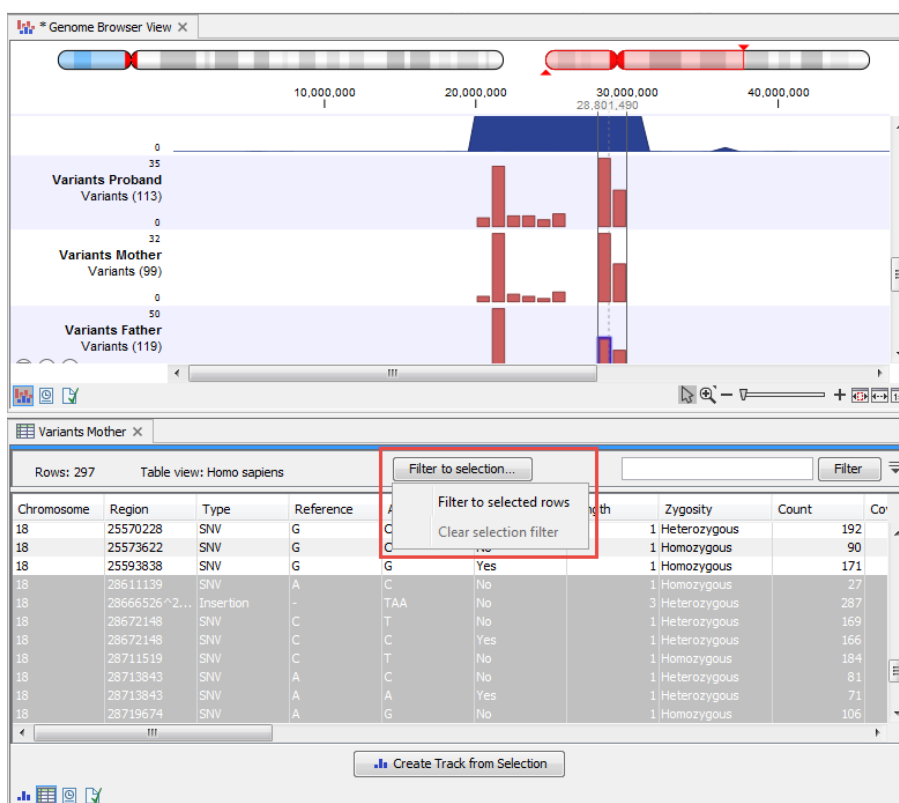 * Genome Browser View
10,000,000 20,000,000 30,000,000 40,000,000
28,801,490
0
35
Variants Proband
Variants (113)
0
32
Variants Mother
Variants (99)
0
50
Variants Father
Variants (119)
Variants Mother
Rows: 297 Table view: Homo sapiens Filter to selection... Filter
Filter to selected rows
Clear selection filter
Chromosome Region Type Reference Zygosity Count
18 25570228 SNV G 1 Heterozygous 192
18 25573622 SNV G 1 Homozygous 90
18 25593838 SNV G G Yes 1 Homozygous 171
18 28611139 SNV A C No 1 Homozygous 27
18 28666526^2... Insertion - TAA No 3 Heterozygous 287
18 28672148 SNV C T No 1 Heterozygous 169
18 28672148 SNV C C Yes 1 Heterozygous 166
18 28711519 SNV C T No 1 Homozygous 184
18 28713843 SNV A C No 1 Heterozygous 81
18 28713843 SNV A A Yes 1 Heterozygous 71
18 28719674 SNV A G No 1 Homozygous 106
Create Track from Selection